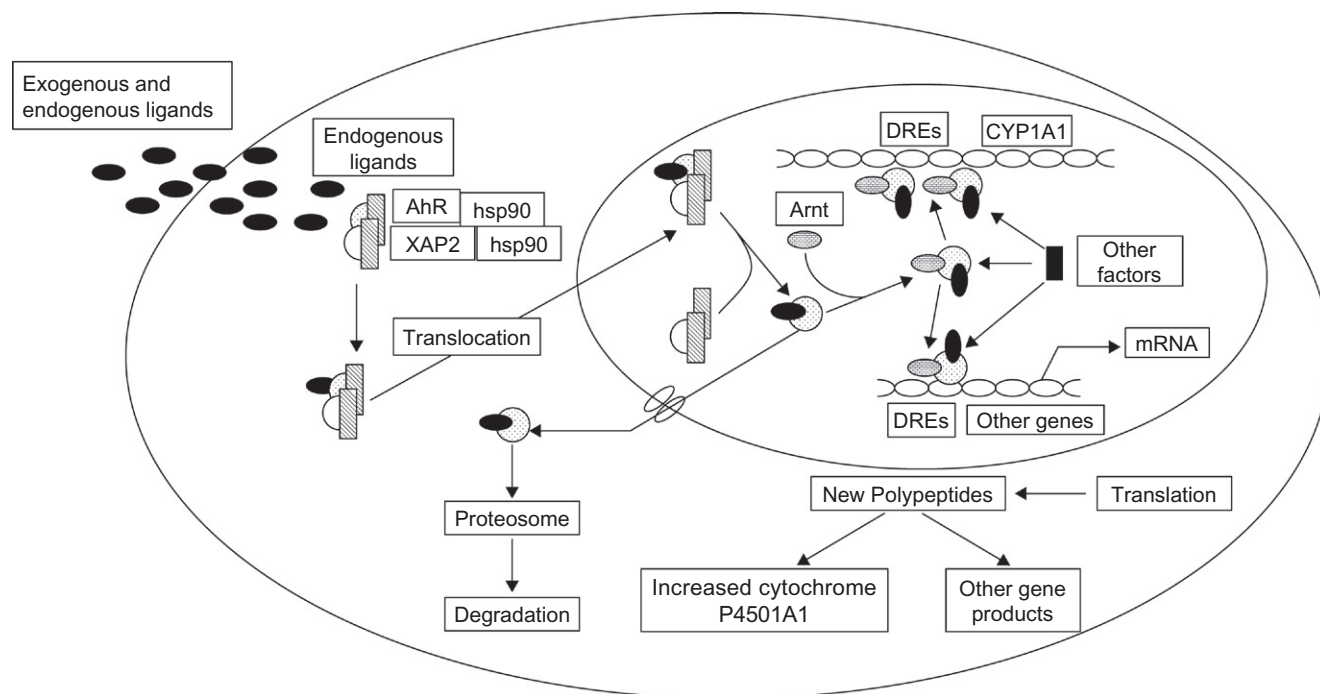 Exogenous and
endogenous ligands
Endogenous
ligands
AhR
hsp90
XAP2
hsp90
Translocation
DREs
CYP1A1
Arnt
Other
factors
mRNA
DREs
Other genes
New Polypeptides
Translation
Proteosome
Degradation
Increased cytochrome
P4501A1
Other gene
products